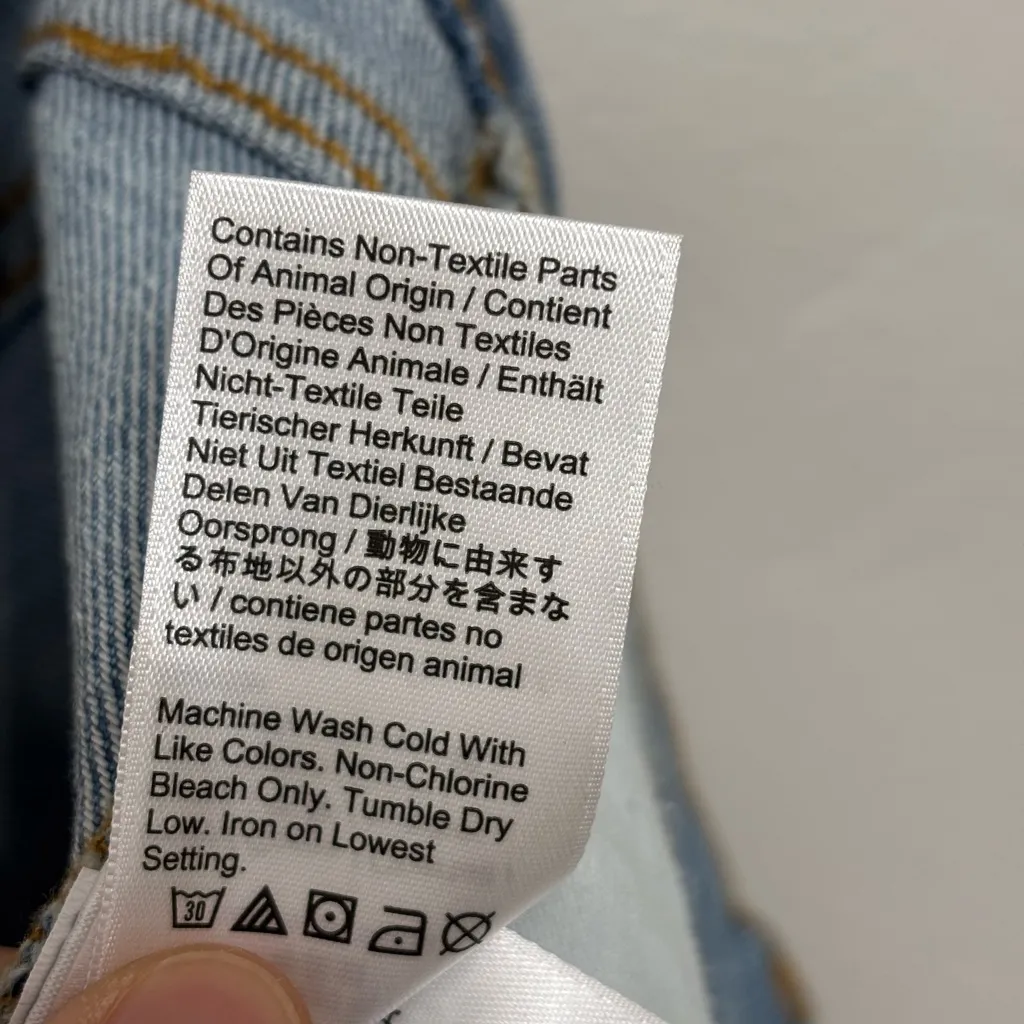 Contains Non-Textile Parts
Of Animal Origin / Contient
Des Pièces Non Textiles
D'Origine Animale / Enthält
Nicht-Textile Teile
Tierischer Herkunft / Bevat
Niet Uit Textiel Bestaande
Delen Van Dierlijke
Oorsprong / 動物に由来す
る布地以外の部分を含まな
い / contiene partes no
textiles de origen animal
Machine Wash Cold With
Like Colors. Non-Chlorine
Bleach Only. Tumble Dry
Low. Iron on Lowest
Setting.
30